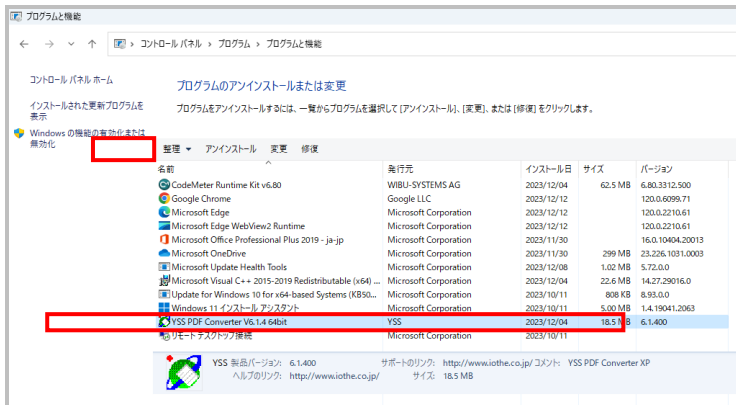 プログラムと機能
コントロール パネル › プログラム › プログラムと機能
コントロール パネル ホーム
インストールされた更新プログラムを
表示
Windows の機能の有効化または
無効化
プログラムのアンインストールまたは変更
プログラムをアンインストールするには、一覧からプログラムを選択して [アンインストール]、[変更]、または [修復] をクリックします。
整理 アンインストール 変更 修復
名前 発行元 インストール日 サイズ バージョン
CodeMeter Runtime Kit v6.80 WIBU-SYSTEMS AG 2023/12/04 62.5 MB 6.80.3312.500
Google Chrome Google LLC 2023/12/12 120.0.6099.71
Microsoft Edge Microsoft Corporation 2023/12/12 120.0.2210.61
Microsoft Edge WebView2 Runtime Microsoft Corporation 2023/12/12 120.0.2210.61
Microsoft Office Professional Plus 2019 - ja-jp Microsoft Corporation 2023/11/30 16.0.10404.20013
Microsoft OneDrive Microsoft Corporation 2023/11/30 299 MB 23.226.1031.0003
Microsoft Update Health Tools Microsoft Corporation 2023/12/08 1.02 MB 5.72.0.0
Microsoft Visual C++ 2015-2019 Redistributable (x64) ... Microsoft Corporation 2023/12/04 22.6 MB 14.27.29016.0
Update for Windows 10 for x64-based Systems (KB50... Microsoft Corporation 2023/10/11 808 KB 8.93.0.0
Windows 11 インストール アシスタント Microsoft Corporation 2023/10/11 5.00 MB 1.4.19041.2063
YSS PDF Converter V6.1.4 64bit YSS 2023/12/04 18.5 MB 6.1.400
リモート デスクトップ接続 Microsoft Corporation 2023/10/11
YSS 製品バージョン: 6.1.400 サポートのリンク: http://www.iothe.co.jp/ コメント: YSS PDF Converter XP
ヘルプのリンク: http://www.iothe.co.jp/ サイズ: 18.5 MB